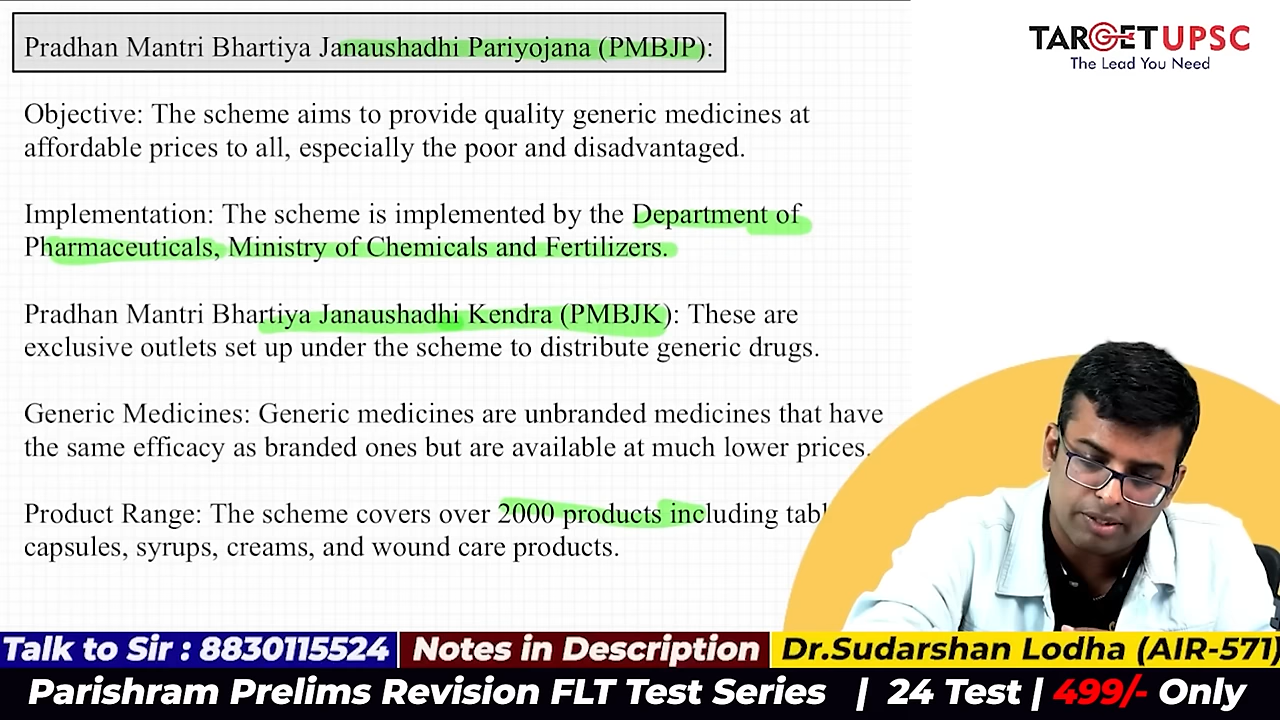 Pradhan Mantri Bhartiya Janaushadhi Pariyojana (PMBJP):
TARGET UPSC
The Lead You Need
Objective: The scheme aims to provide quality generic medicines at
affordable prices to all, especially the poor and disadvantaged.
Implementation: The scheme is implemented by the Department of
Pharmaceuticals, Ministry of Chemicals and Fertilizers.
Pradhan Mantri Bhartiya Janaushadhi Kendra (PMBJK): These are
exclusive outlets set up under the scheme to distribute generic drugs.
Generic Medicines: Generic medicines are unbranded medicines that have
the same efficacy as branded ones but are available at much lower prices.
Product Range: The scheme covers over 2000 products including
capsules, syrups, creams, and wound care products.
Talk to Sir : 8830115524
Notes in Description
Dr.Sudarshan Lodha (AIR-571)
Parishram Prelims Revision FLT Test Series | 24 Test | 499/- Only